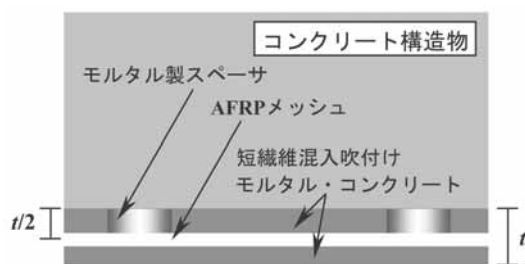 コンクリート構造物
モルタル製スペーサ
AFRPメッシュ
短繊維混入吹付け
モルタル・コンクリート
t/2
t